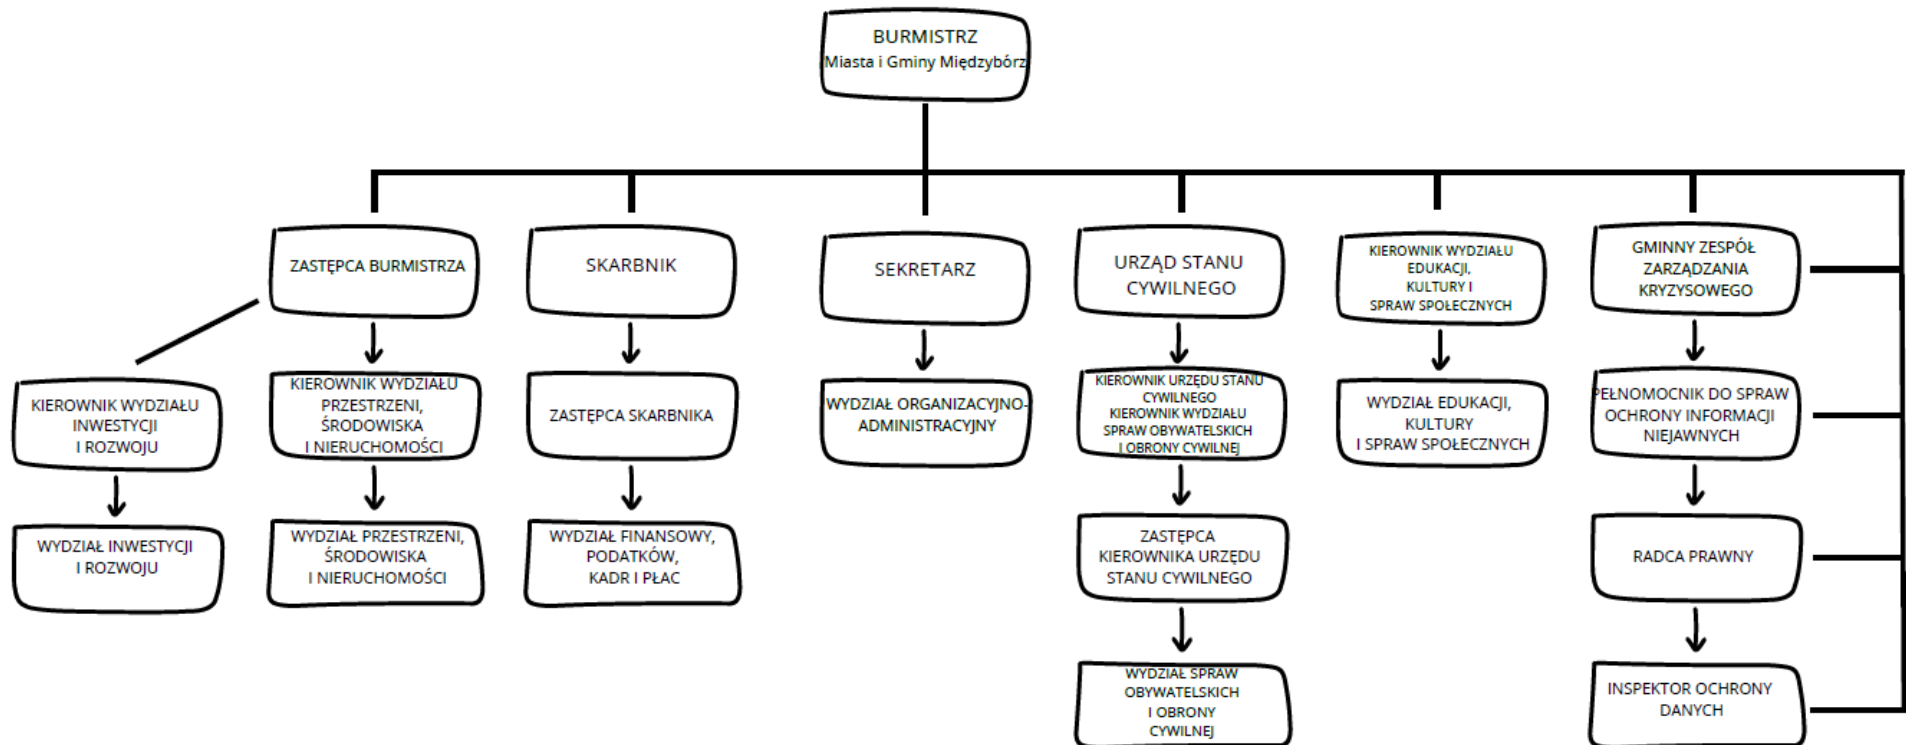 BURMISTRZ
Miasta i Gminy Międzybórz
ZASTĘPCA BURMISTRZA
SKARBNIK
SEKRETARZ
URZĄD STANU
CYWILNEGO
KIEROWNIK WYDZIAŁU
EDUKACJI,
KULTURY I
SPRAW SPOŁECZNYCH
GMINNY ZESPÓŁ
ZARZĄDZANIA
KRYZYSOWEGO
KIEROWNIK WYDZIAŁU
INWESTYCJI
I ROZWOJU
KIEROWNIK WYDZIAŁU
PRZESTRZENI,
ŚRODOWISKA
I NIERUCHOMOŚCI
ZASTĘPCA SKARBNIKA
WYDZIAŁ ORGANIZACYJNO-
ADMINISTRACYJNY
KIEROWNIK URZĘDU STANU
CYWILNEGO
KIEROWNIK WYDZIAŁU
SPRAW OBYWATELSKICH
I OBRONY CYWILNEJ
WYDZIAŁ EDUKACJI,
KULTURY
I SPRAW SPOŁECZNYCH
PEŁNOMOCNIK DO SPRAW
OCHRONY INFORMACJI
NIEJAWNYCH
WYDZIAŁ INWESTYCJI
I ROZWOJU
WYDZIAŁ PRZESTRZENI,
ŚRODOWISKA
I NIERUCHOMOŚCI
WYDZIAŁ FINANSOWY,
PODATKÓW,
KADR I PŁAC
ZASTĘPCA
KIEROWNIKA URZĘDU
STANU CYWILNEGO
RADCA PRAWNY
WYDZIAŁ SPRAW
OBYWATELSKICH
I OBRONY
CYWILNEJ
INSPEKTOR OCHRONY
DANYCH